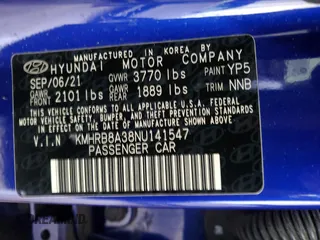 MANUFACTURED IN KOREA BY
HYUNDAI MOTOR COMPANY
SEP/06/21 GVWR 3770 lbs PAINT YP5
GAWR FRONT 2101 lbs GAWR REAR 1889 lbs TRIM NNB
THIS VEHICLE CONFORMS TO ALL APPLICABLE FEDERAL
MOTOR VEHICLE SAFETY, BUMPER, AND THEFT PREVENTION
STANDARDS IN EFFECT ON THE DATE OF MANUFACTURE
SHOWN ABOVE.
V.I.N KMHRB8A38NU141547
PASSENGER CAR